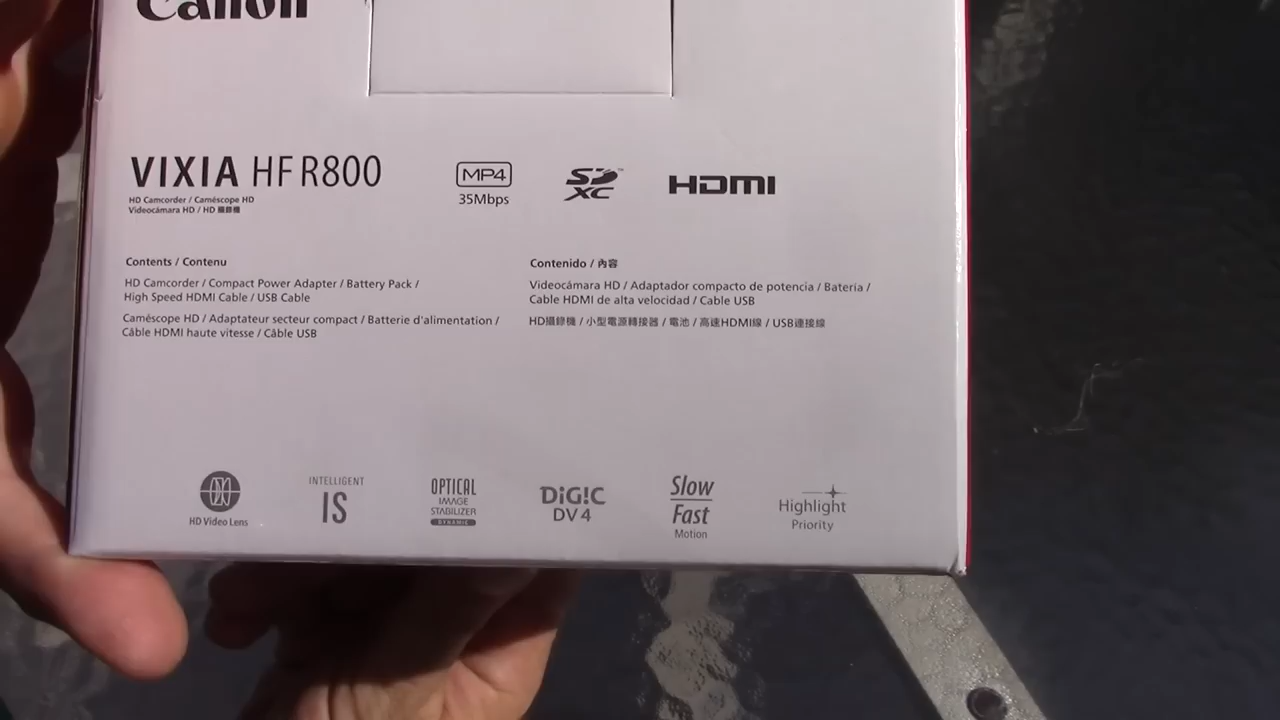 Canon
VIXIA HF R800
HD Camcorder / Caméscope HD
Videocámara HD / HD 攝錄機
MP4
35Mbps
SD XC™
HDMI
Contents / Contenu
HD Camcorder / Compact Power Adapter / Battery Pack /
High Speed HDMI Cable / USB Cable
Caméscope HD / Adaptateur secteur compact / Batterie d'alimentation /
Câble HDMI haute vitesse / Câble USB
Contenido / 內容
Videocámara HD / Adaptador compacto de potencia / Batería /
Cable HDMI de alta velocidad / Cable USB
HD攝錄機 / 小型電源轉接器 / 電池 / 高速HDMI線 / USB連接線
HD Video Lens
INTELLIGENT
IS
OPTICAL
IMAGE
STABILIZER
DYNAMIC
DiG!C
DV 4
Slow
Fast
Motion
Highlight
Priority